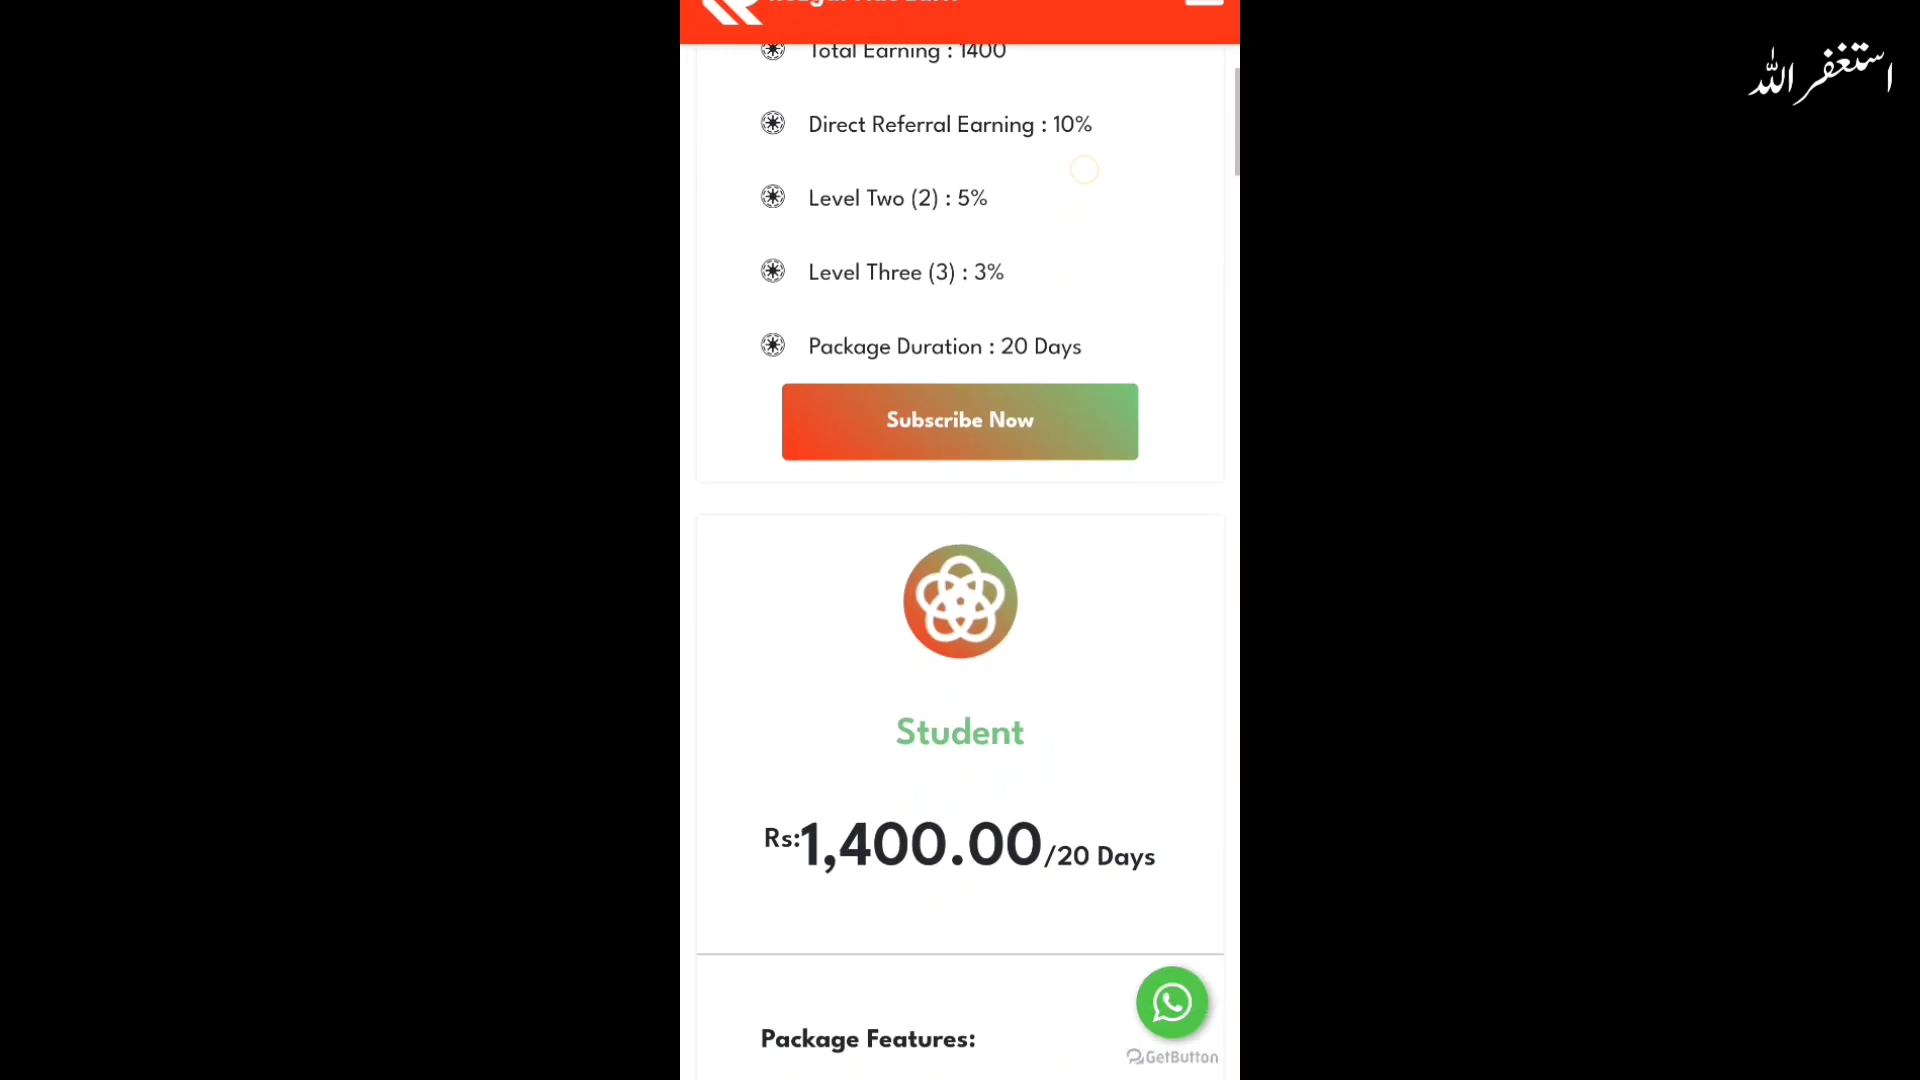 استغفر الله
Total Earning : 1400
Direct Referral Earning : 10%
Level Two (2) : 5%
Level Three (3) : 3%
Package Duration : 20 Days
Subscribe Now
Student
Rs:1,400.00/20 Days
Package Features:
GetButton